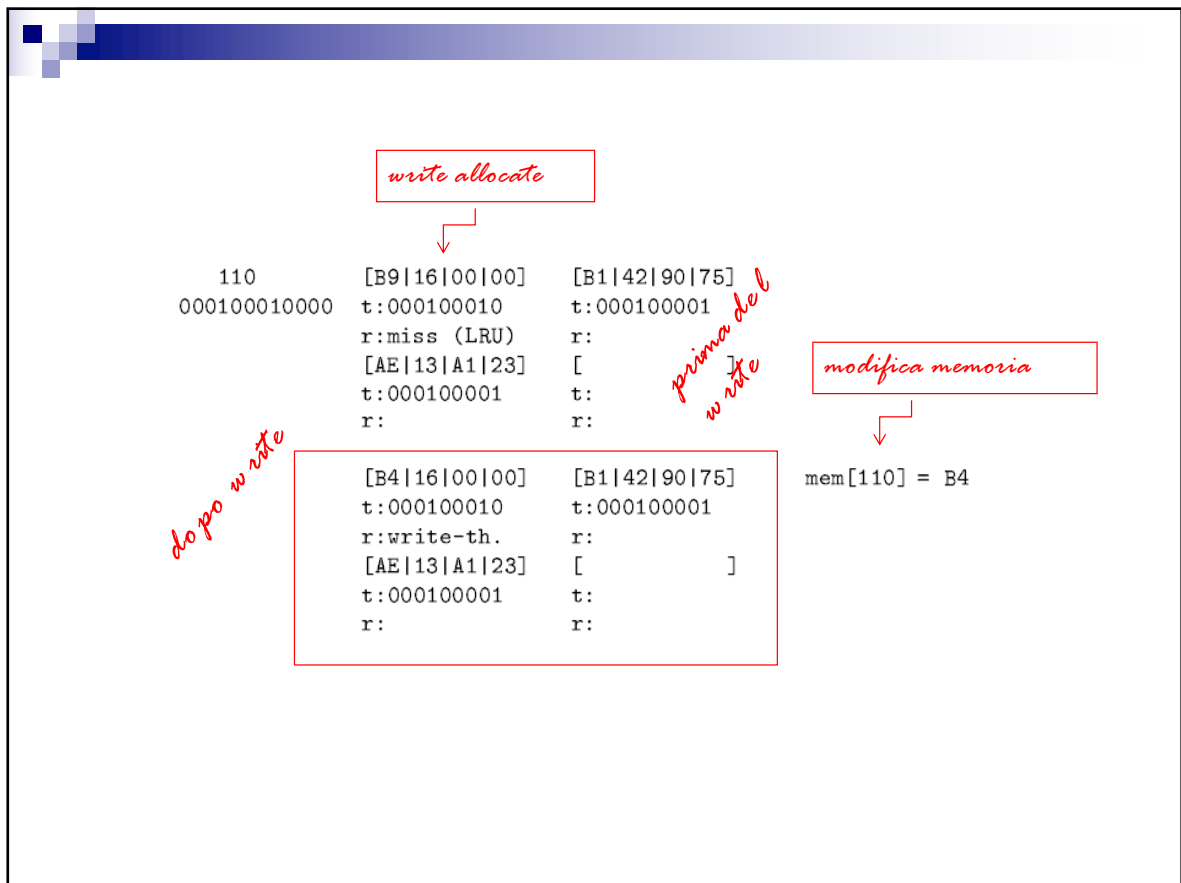 write allocate
110 [B9|16|00|00] [B1|42|90|75]
000100010000 t:000100010 t:000100001
r:miss (LRU) r:
[AE|13|A1|23] [ ]
t:000100001 t:
r: r:
prima del
write
modifica memoria
dopo write
[B4|16|00|00] [B1|42|90|75] mem[110] = B4
t:000100010 t:000100001
r:write-th. r:
[AE|13|A1|23] [ ]
t:000100001 t:
r: r: